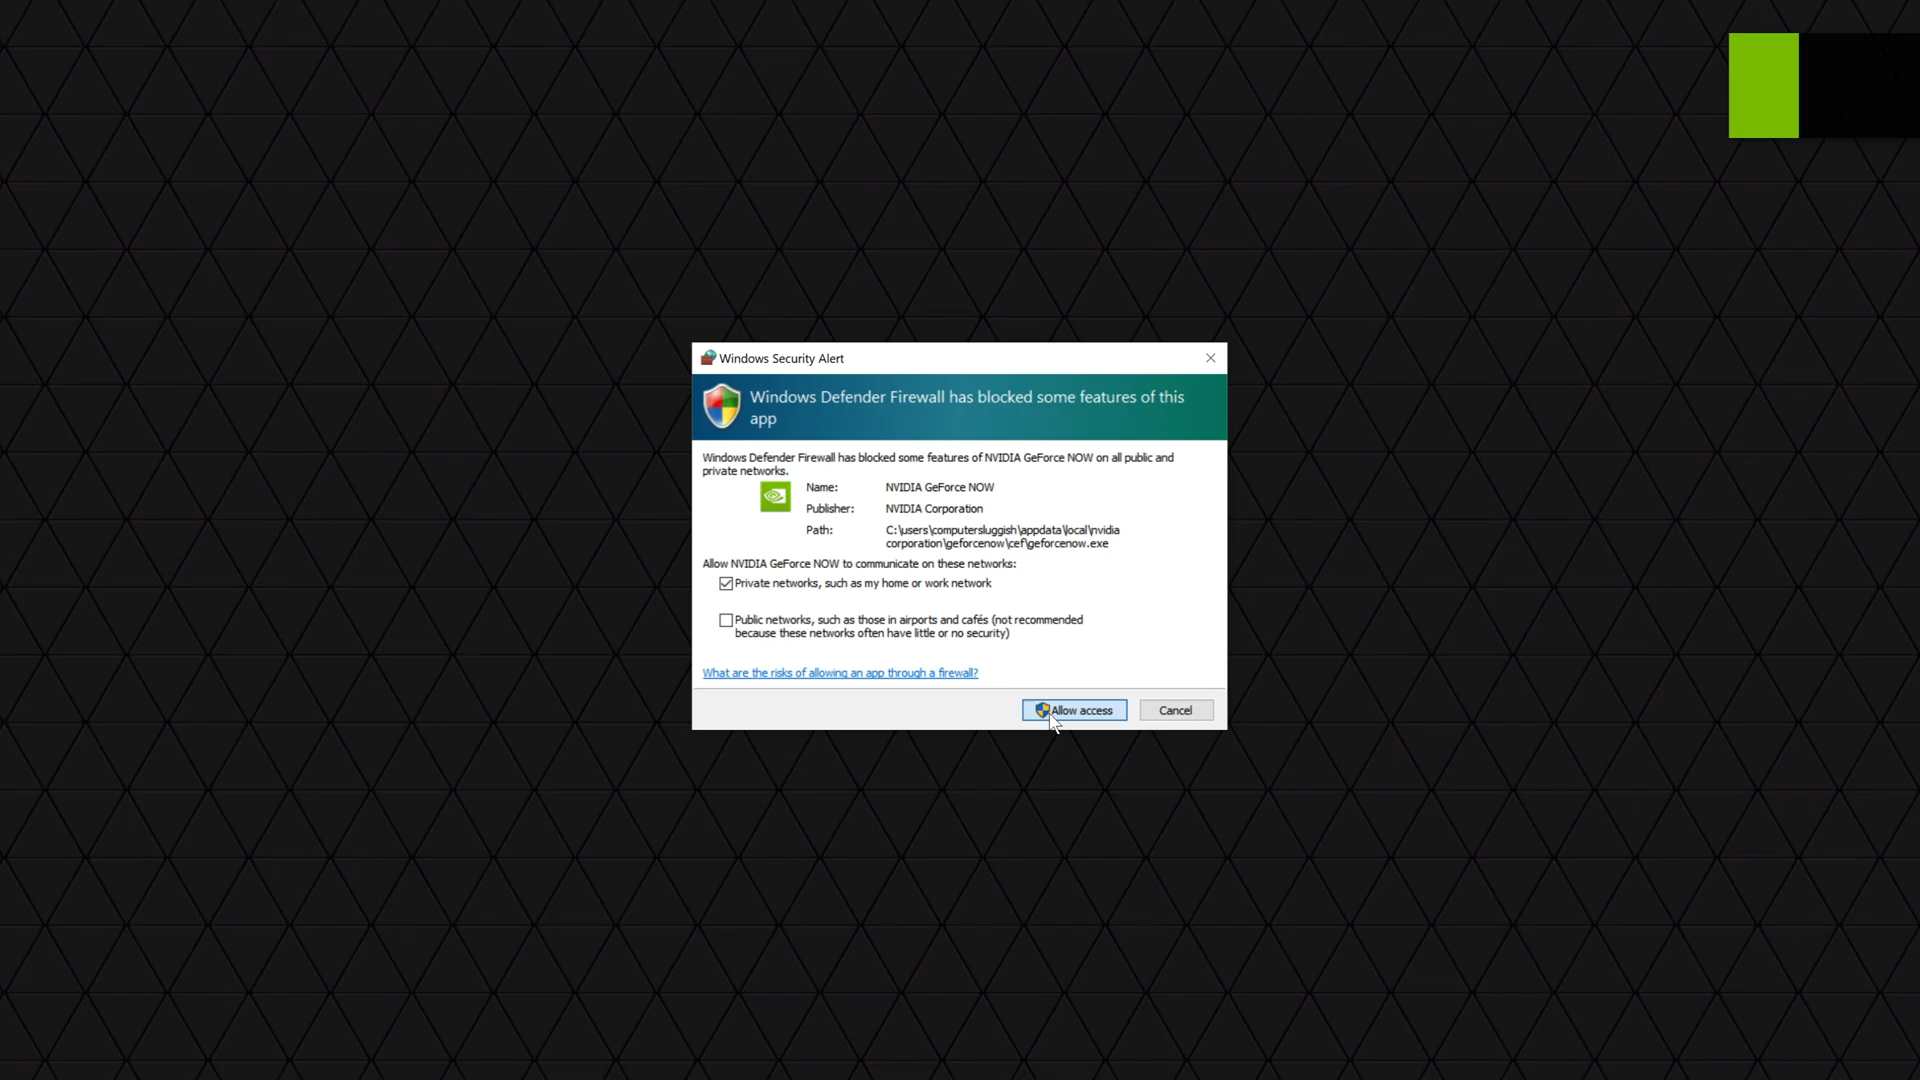 Windows Security Alert
Windows Defender Firewall has blocked some features of this
app
Windows Defender Firewall has blocked some features of NVIDIA GeForce NOW on all public and
private networks.
Name: NVIDIA GeForce NOW
Publisher: NVIDIA Corporation
Path: C:\users\computersluggish\appdata\local\nvidia
corporation\geforcenow\cef\geforcenow.exe
Allow NVIDIA GeForce NOW to communicate on these networks:
Private networks, such as my home or work network
Public networks, such as those in airports and cafés (not recommended
because these networks often have little or no security)
What are the risks of allowing an app through a firewall?
Allow access Cancel